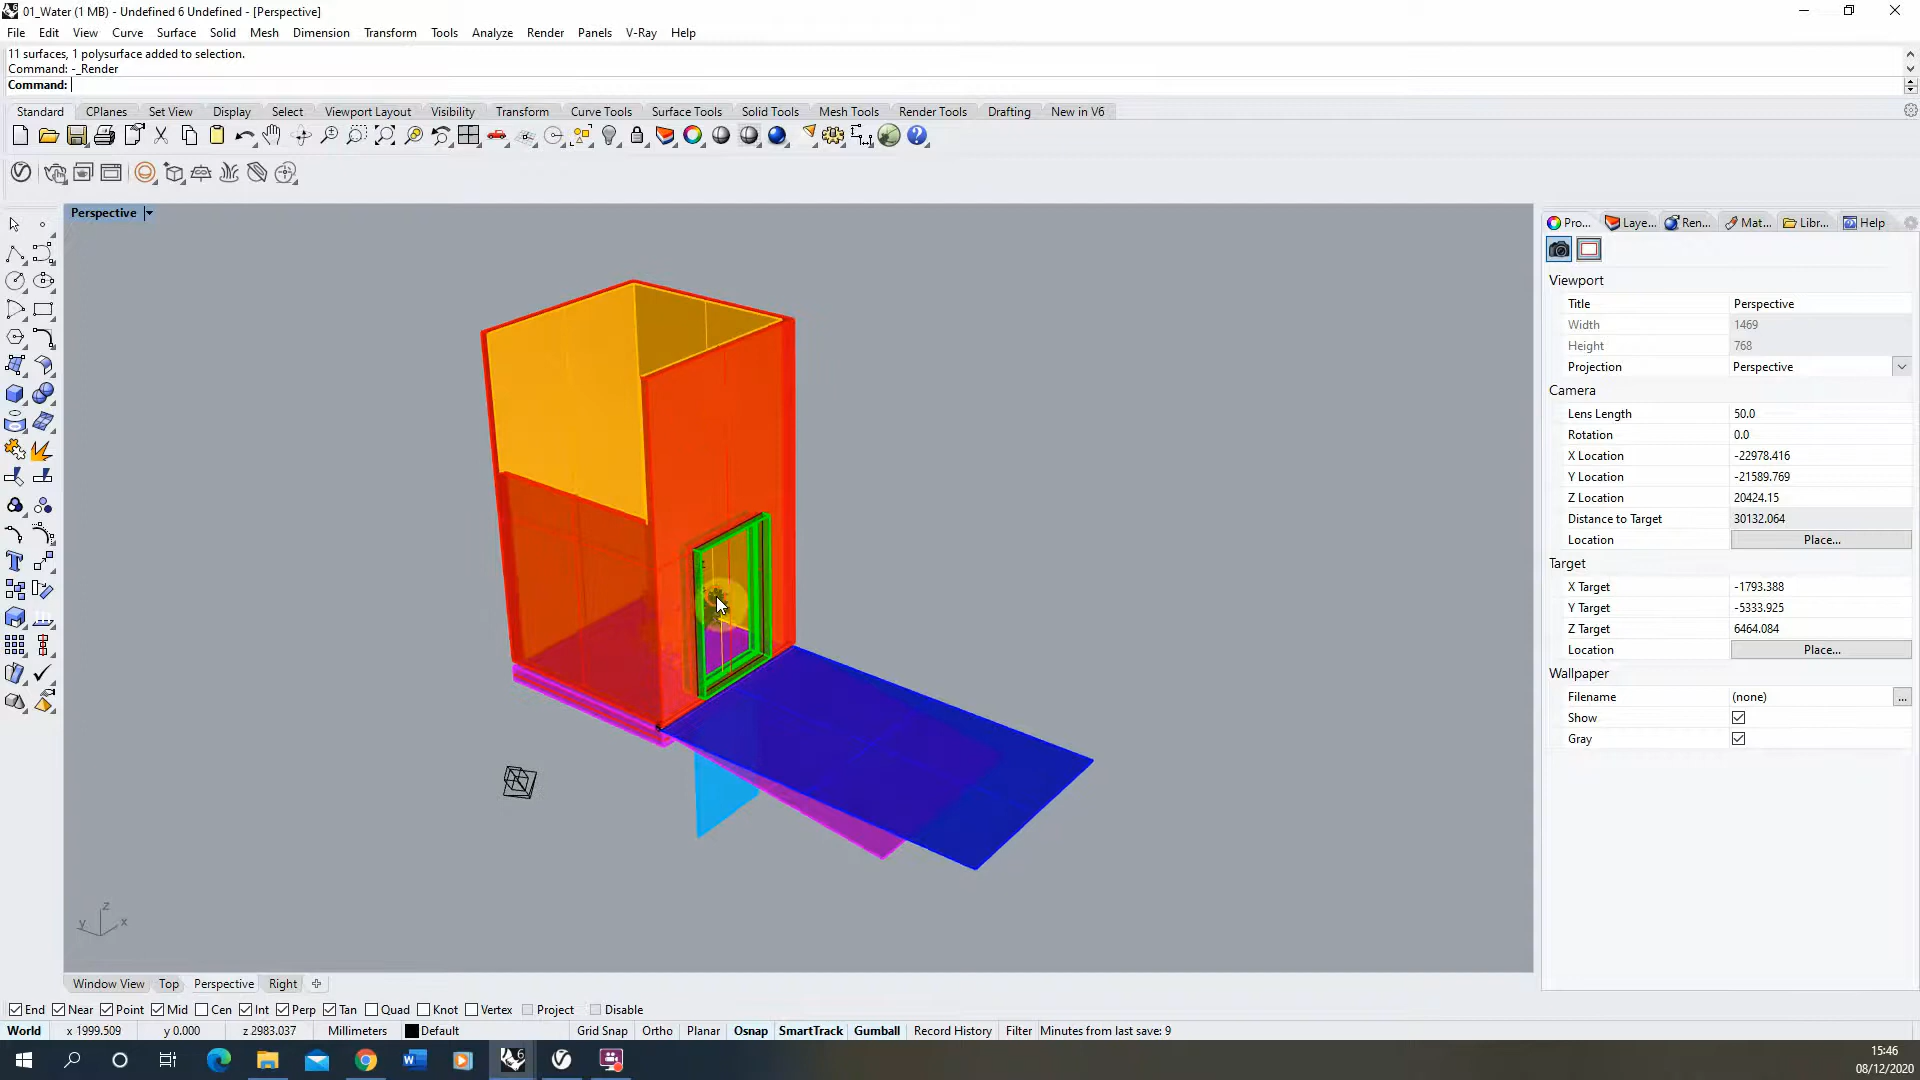 01_Water (1 MB) - Undefined 6 Undefined - [Perspective]
File Edit View Curve Surface Solid Mesh Dimension Transform Tools Analyze Render Panels V-Ray Help
11 surfaces, 1 polysurface added to selection.
Command: -_Render
Command:
Standard CPlanes Set View Display Select Viewport Layout Visibility Transform Curve Tools Surface Tools Solid Tools Mesh Tools Render Tools Drafting New in V6
Perspective
Pro... Laye... Ren... Mat... Libr... Help
Viewport
Title Perspective
Width 1469
Height 768
Projection Perspective
Camera
Lens Length 50.0
Rotation 0.0
X Location -22978.416
Y Location -21589.769
Z Location 20424.15
Distance to Target 30132.064
Location Place...
Target
X Target -1793.388
Y Target -5333.925
Z Target 6464.084
Location Place...
Wallpaper
Filename (none) ...
Show
Gray
z
y x
Window View Top Perspective Right
End Near Point Mid Cen Int Perp Tan Quad Knot Vertex Project Disable
World x 1999.509 y 0.000 z 2983.037 Millimeters Default Grid Snap Ortho Planar Osnap SmartTrack Gumball Record History Filter Minutes from last save: 9
15:46
08/12/2020